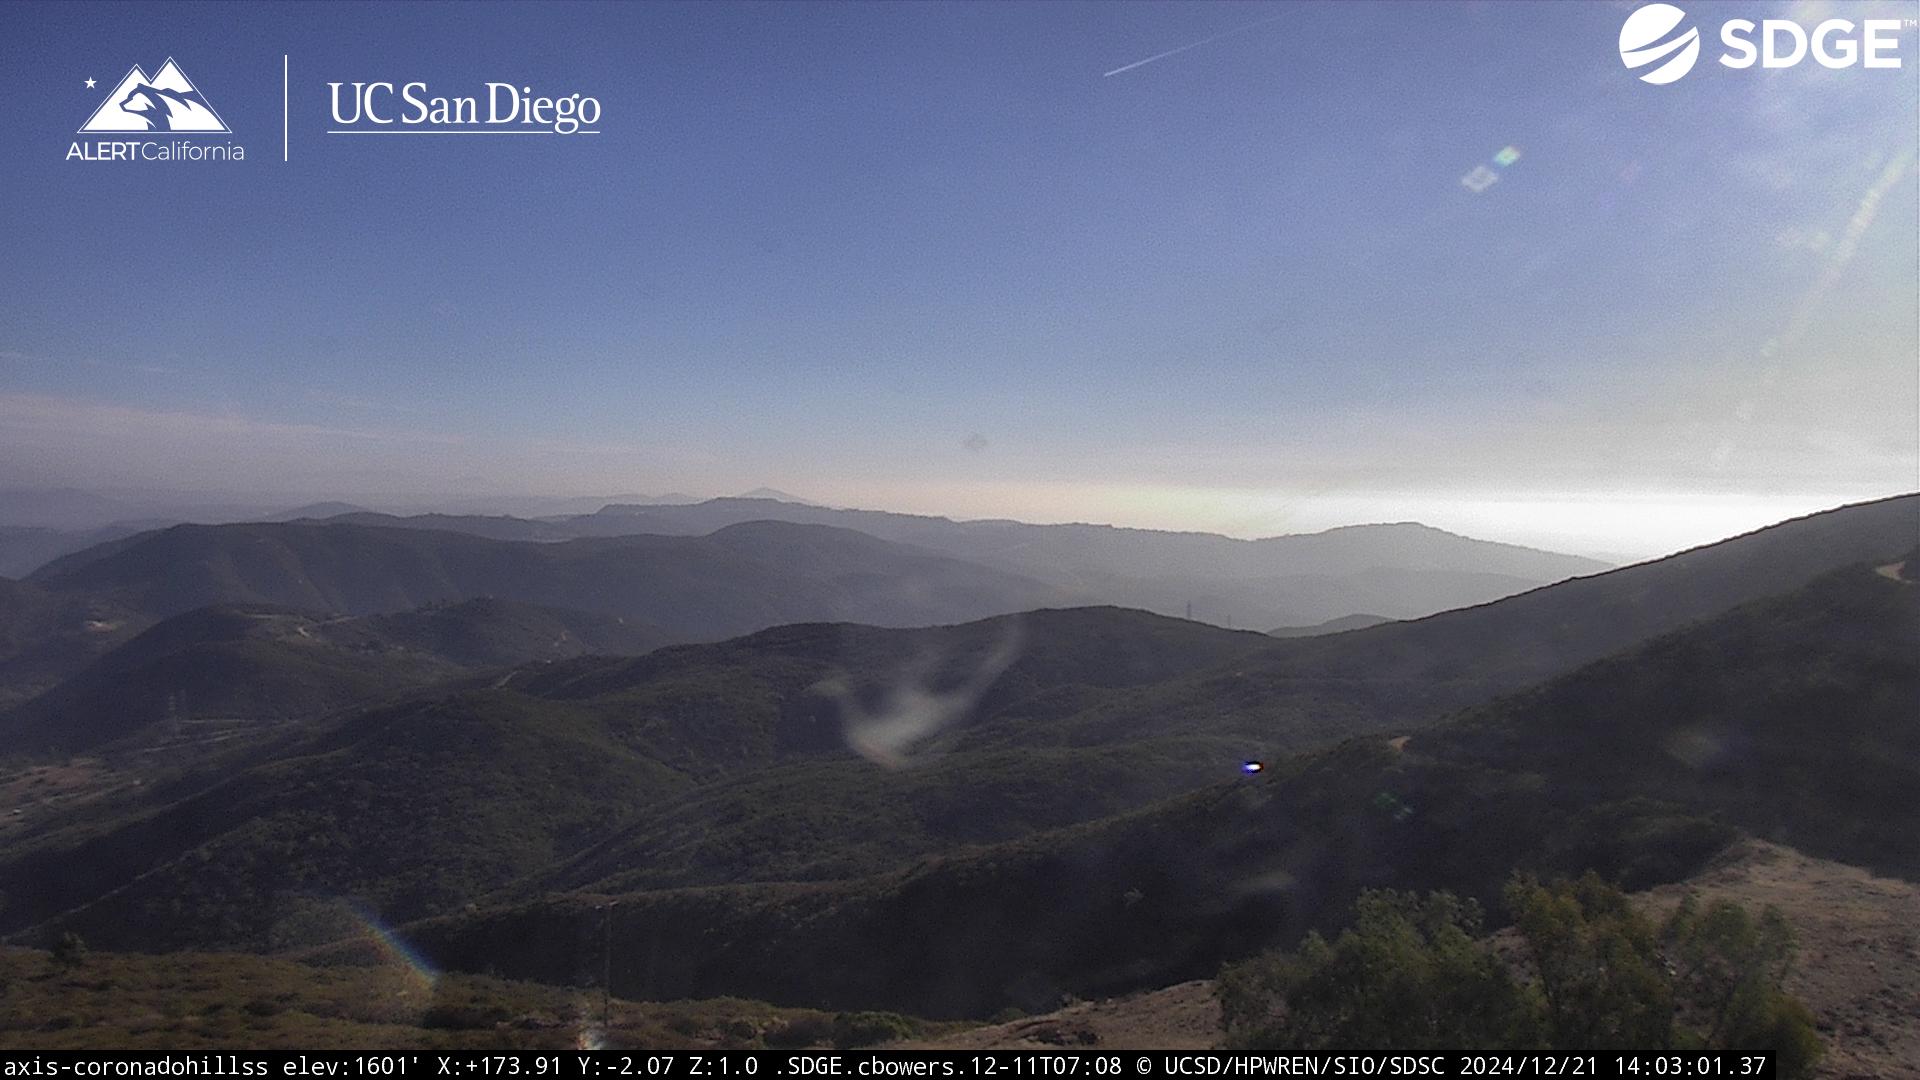 SDGE™
UC San Diego
ALERTCalifornia
axis-coronadohillss elev:1601' X:+173.91 Y:-2.07 Z:1.0 .SDGE.cbowers.12-11T07:08 © UCSD/HPWREN/SIO/SDSC 2024/12/21 14:03:01.37